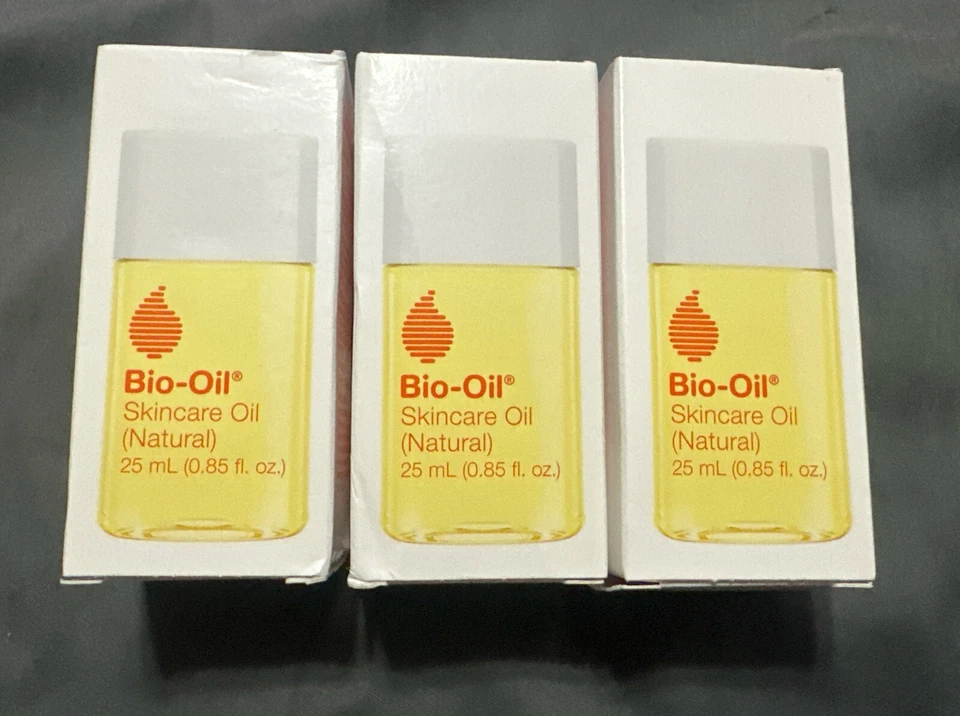 Bio-Oil®
Skincare Oil
(Natural)
25 mL (0.85 fl. oz.)
Bio-Oil®
Skincare Oil
(Natural)
25 mL (0.85 fl. oz.)
Bio-Oil®
Skincare Oil
(Natural)
25 mL (0.85 fl. oz.)